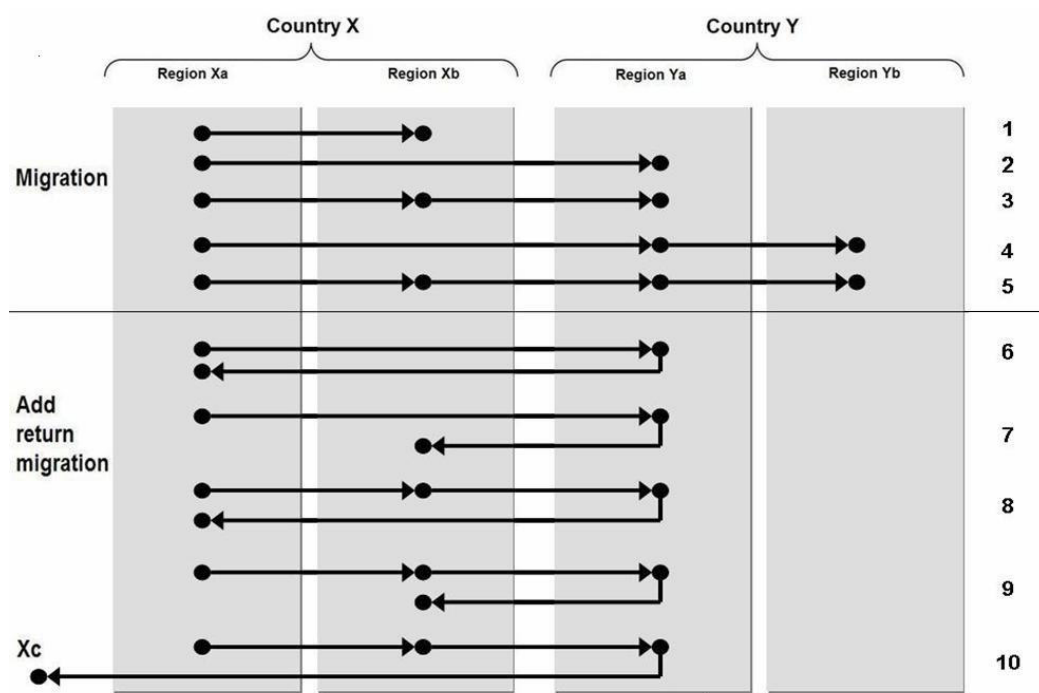 Country X
Country Y
Region Xa
Region Xb
Region Ya
Region Yb
1
Migration
2
3
4
5
6
Add
return
migration
7
8
9
Xc
10